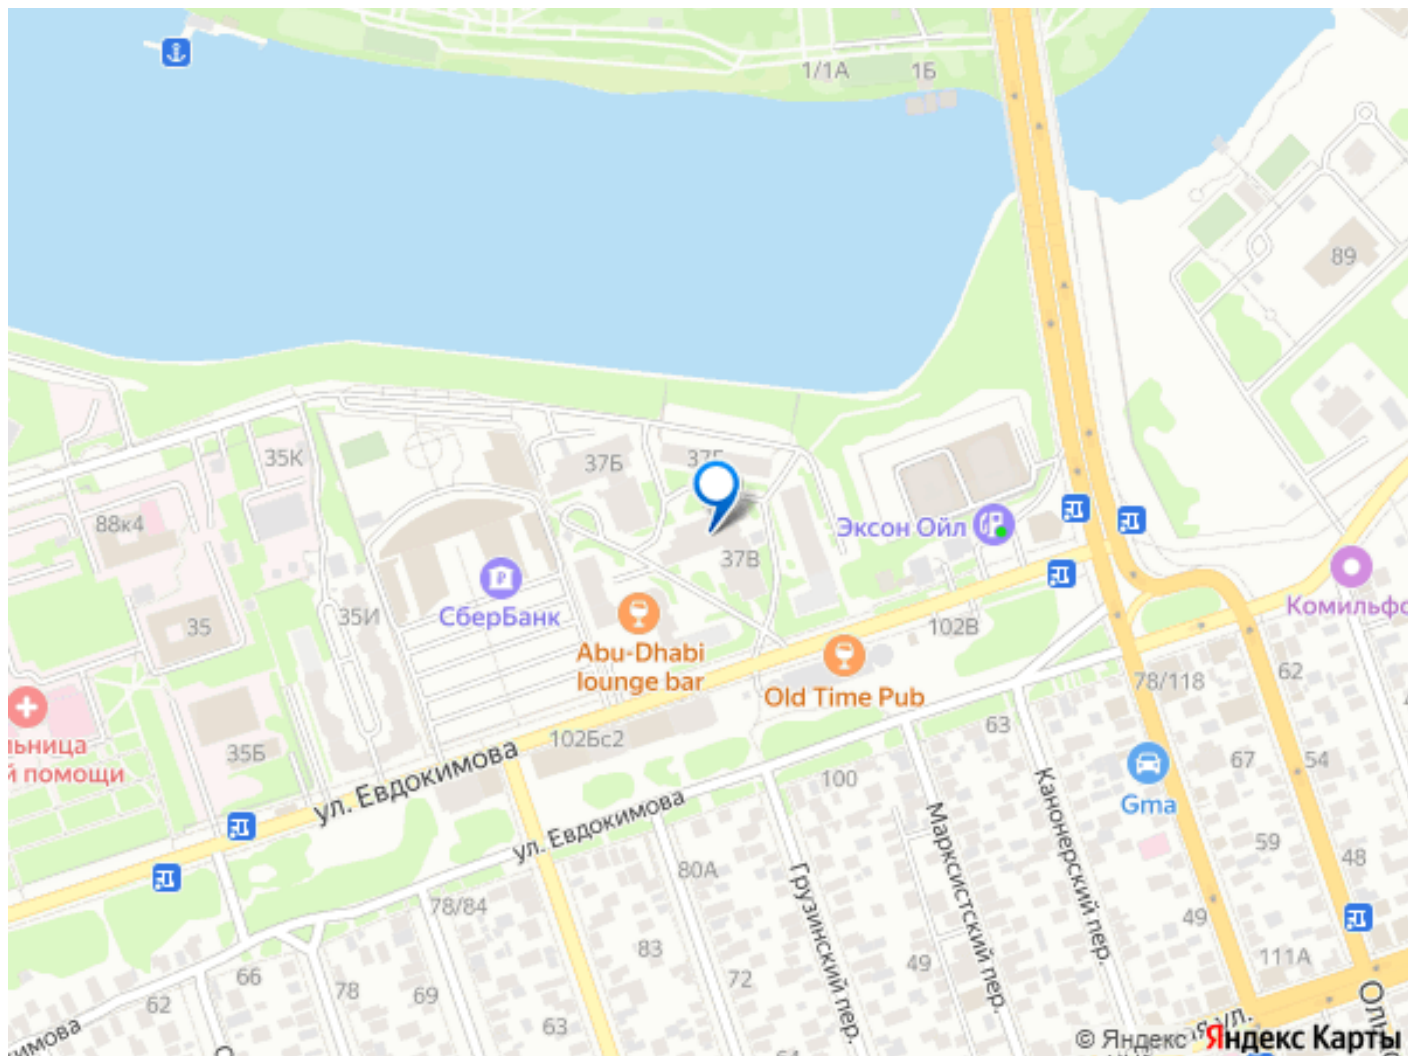 1/1А
1Б
89
35К
37Б
88к4
Эксон Ойл
37В
СберБанк
35И
35
Abu-Dhabi
lounge bar
Old Time Pub
102В
78/118
62
63
35Б
102Бс2
ул. Евдокимова
ул. Евдокимова
100
Gma
67
54
59
48
80А
78/84
Грузинский пер.
Марксистский пер.
Канонерский пер.
83
72
49
49
111А
66
78
69
62
63
й помощи
© Яндекс
Яндекс Карты